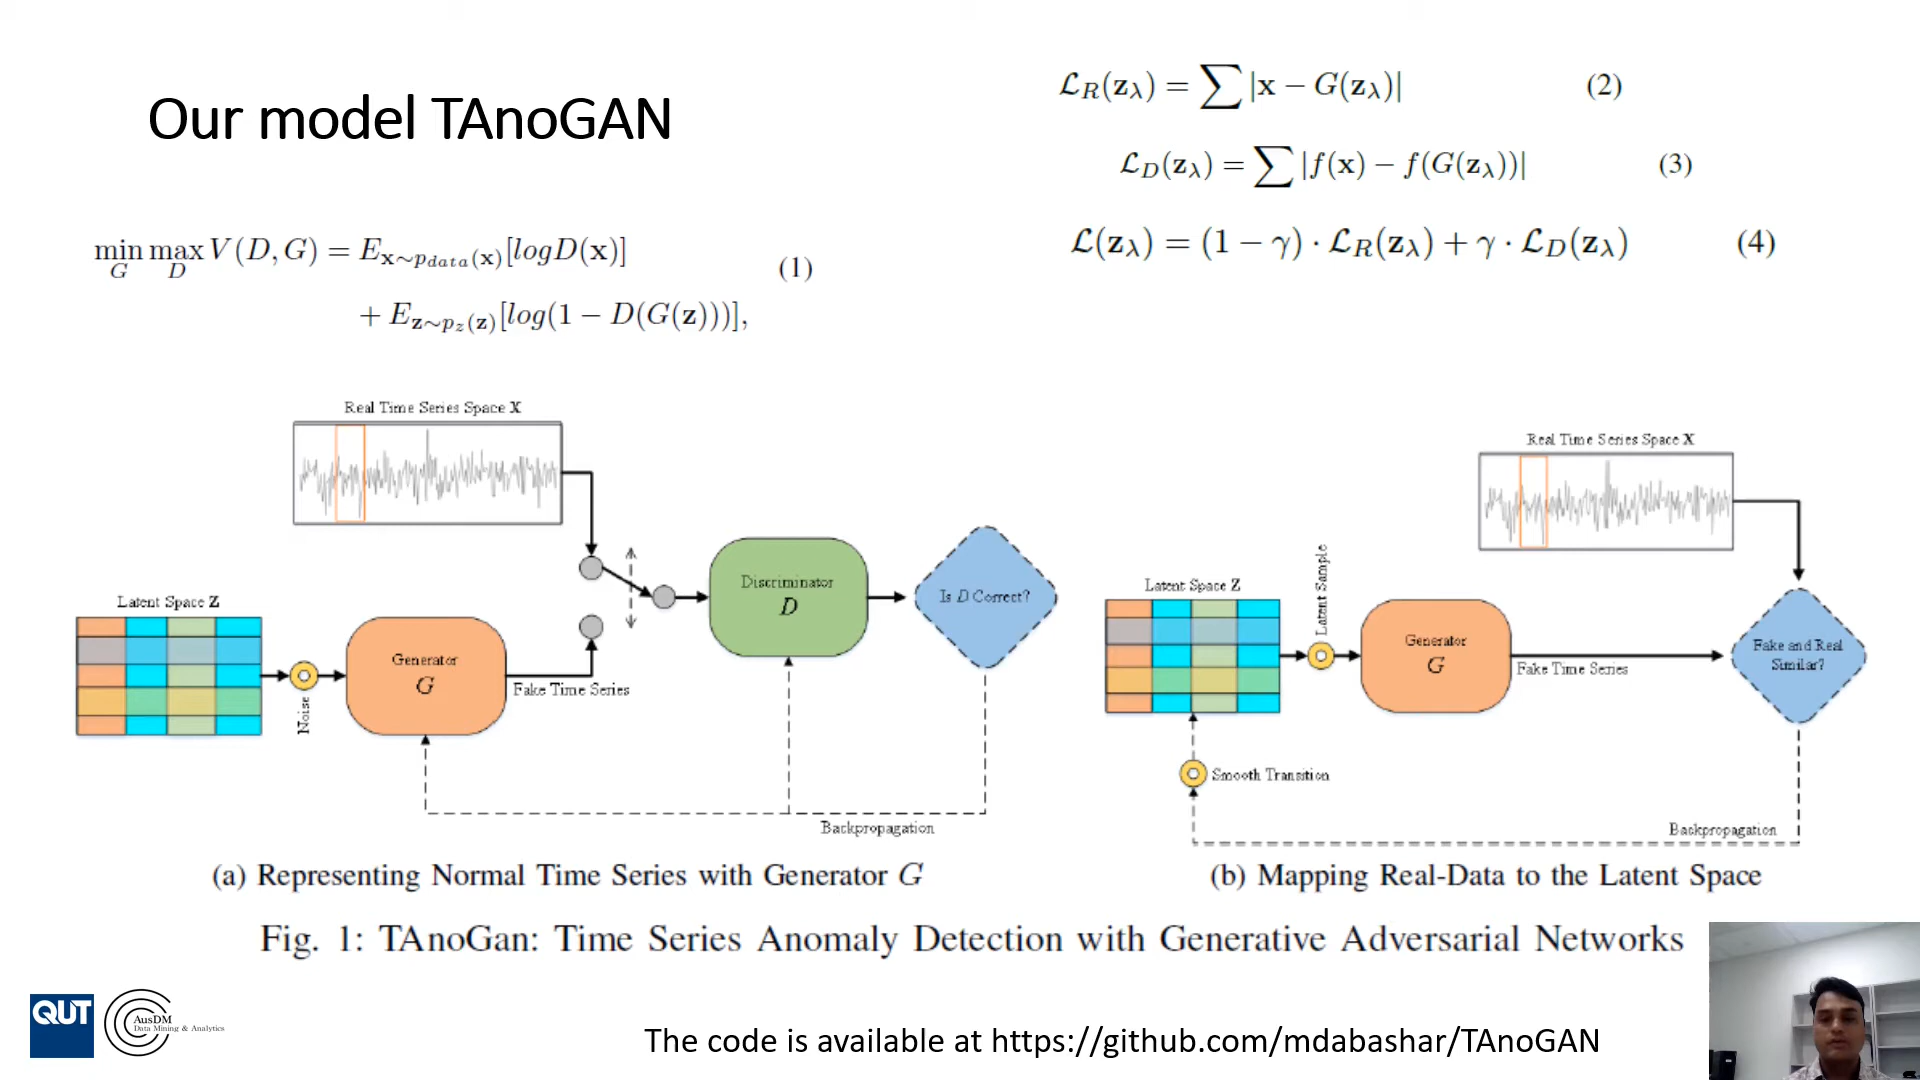 Our model TAnoGAN
min max V(D, G) = E_{x∼p_{data}(x)}[logD(x)]
G D
+ E_{z∼p_z(z)}[log(1 − D(G(z)))], (1)
ℒ_R(z_λ) = ∑ |x − G(z_λ)| (2)
ℒ_D(z_λ) = ∑ |f(x) − f(G(z_λ))| (3)
ℒ(z_λ) = (1 − γ) · ℒ_R(z_λ) + γ · ℒ_D(z_λ) (4)
Real Time Series Space X
Latent Space Z
Noise
Generator
G
Fake Time Series
Discriminator
D
Is D Correct?
Backpropagation
(a) Representing Normal Time Series with Generator G
Real Time Series Space X
Latent Space Z
Latent Sample
Generator
G
Fake Time Series
Fake and Real
Similar?
Smooth Transition
Backpropagation
(b) Mapping Real-Data to the Latent Space
Fig. 1: TAnoGan: Time Series Anomaly Detection with Generative Adversarial Networks
QUT
AusDM
Data Mining & Analytics
The code is available at https://github.com/mdabashar/TAnoGAN